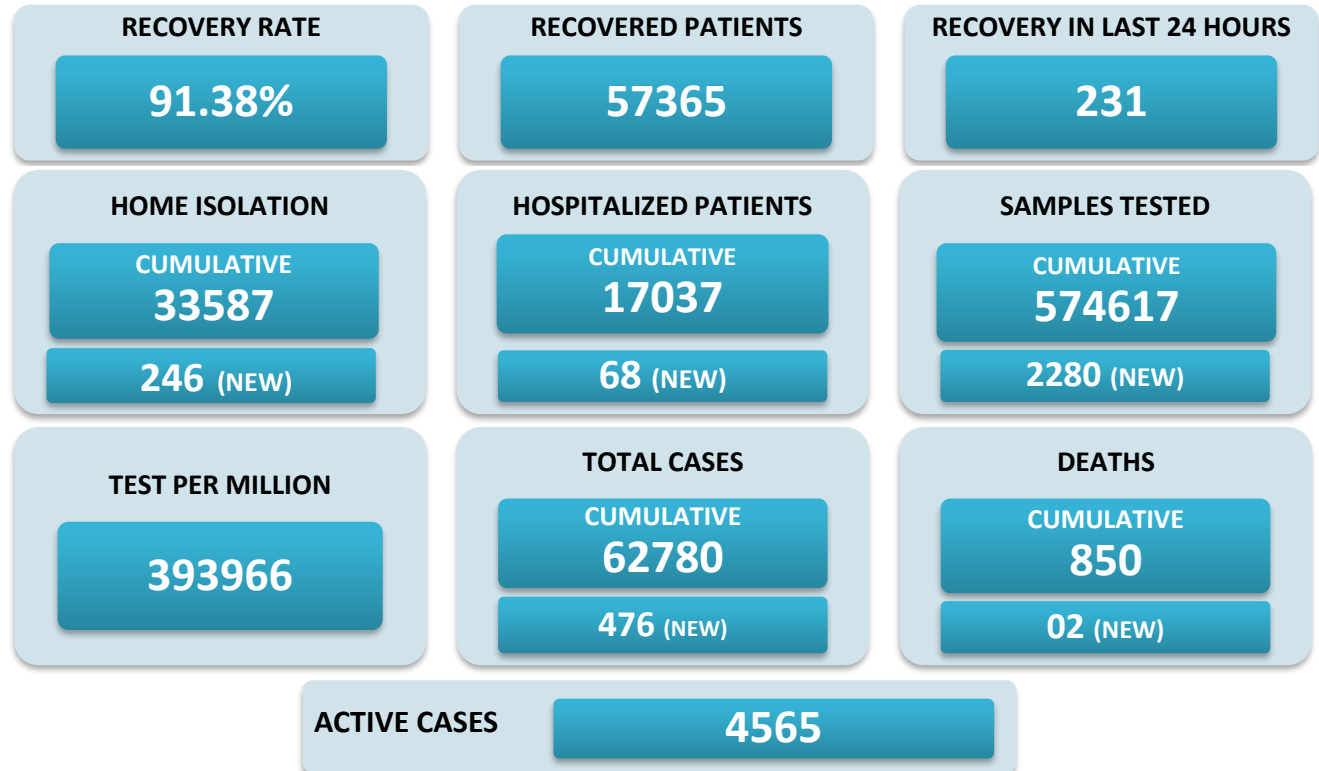 RECOVERY RATE
91.38%
RECOVERED PATIENTS
57365
RECOVERY IN LAST 24 HOURS
231
HOME ISOLATION
CUMULATIVE
33587
246 (NEW)
HOSPITALIZED PATIENTS
CUMULATIVE
17037
68 (NEW)
SAMPLES TESTED
CUMULATIVE
574617
2280 (NEW)
TEST PER MILLION
393966
TOTAL CASES
CUMULATIVE
62780
476 (NEW)
DEATHS
CUMULATIVE
850
02 (NEW)
ACTIVE CASES
4565